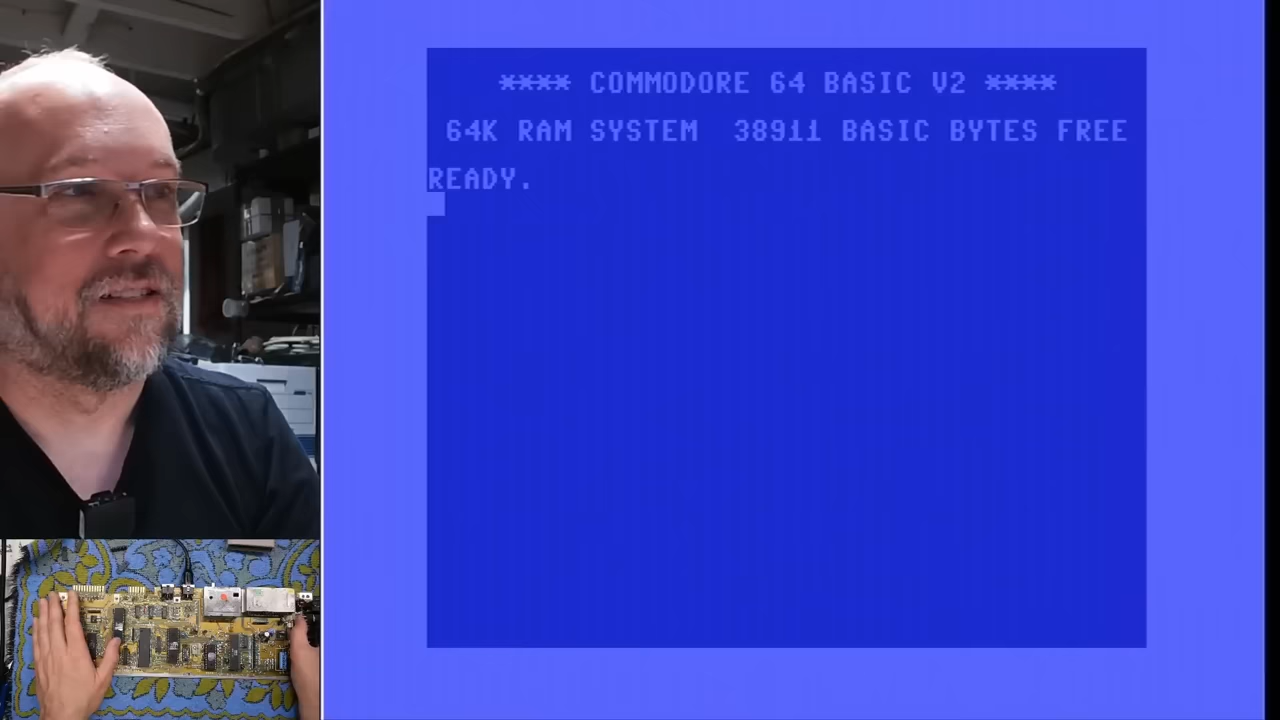 **** COMMODORE 64 BASIC V2 ****
64K RAM SYSTEM  38911 BASIC BYTES FREE
READY.